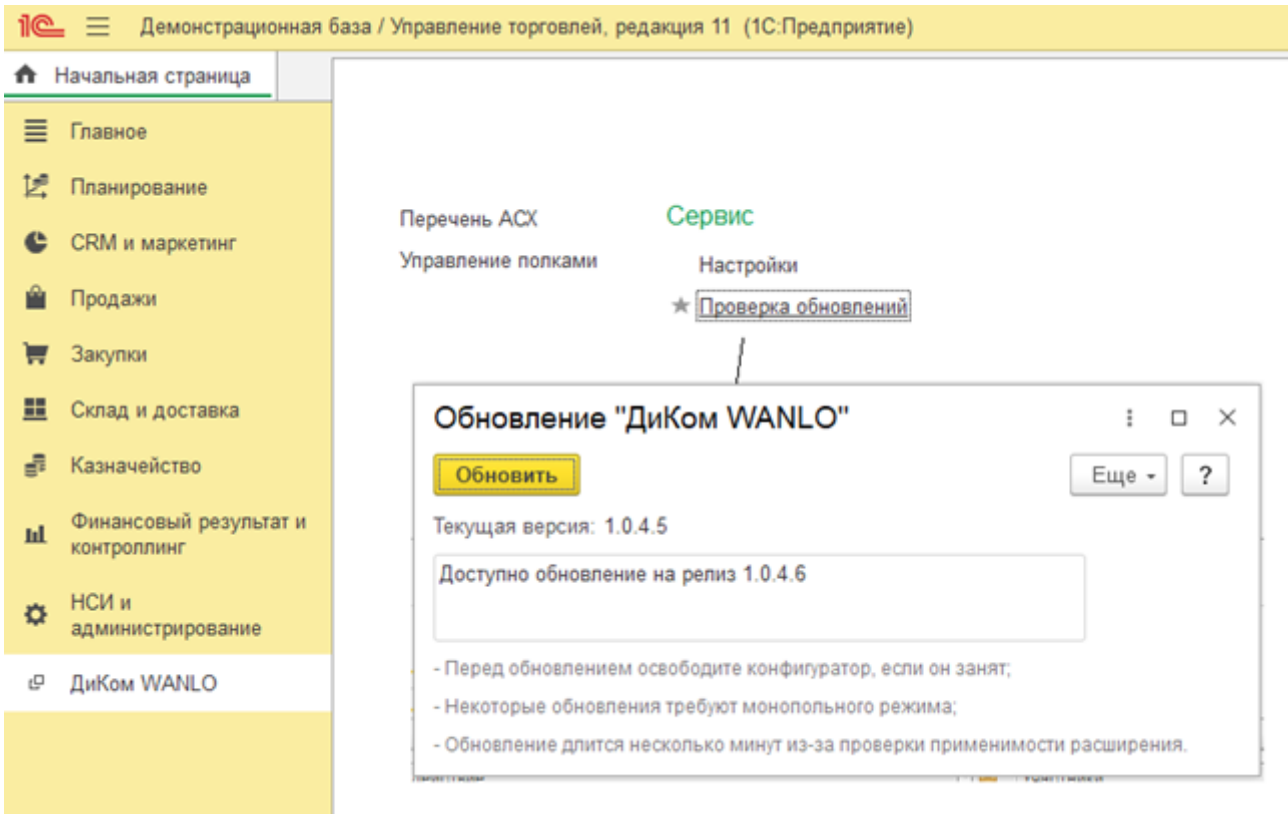 1С Демонстрационная база / Управление торговлей, редакция 11 (1С:Предприятие)
Начальная страница
Главное
Планирование
CRM и маркетинг
Продажи
Закупки
Склад и доставка
Казначейство
Финансовый результат и
контроллинг
НСИ и
администрирование
ДиКом WANLO
Перечень АСХ
Управление полками
Сервис
Настройки
Проверка обновлений
Обновление "ДиКом WANLO"
Обновить
Еще
?
Текущая версия: 1.0.4.5
Доступно обновление на релиз 1.0.4.6
- Перед обновлением освободите конфигуратор, если он занят;
- Некоторые обновления требуют монопольного режима;
- Обновление длится несколько минут из-за проверки применимости расширения.